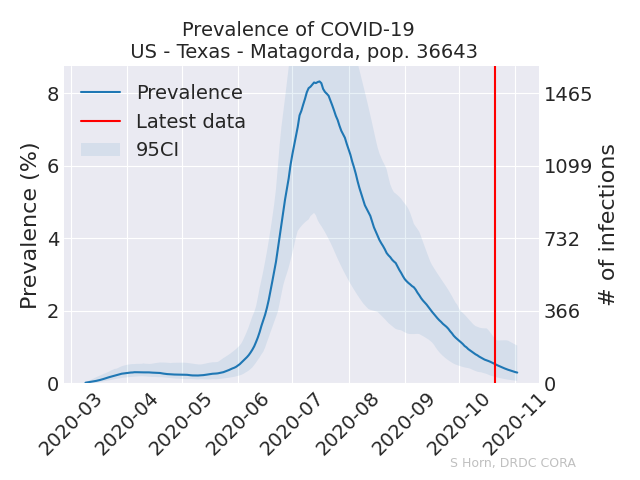 Prevalence of COVID-19
US - Texas - Matagorda, pop. 36643
Prevalence
Latest data
95CI
Prevalence (%)
8
6
4
2
0
1465
1099
732
366
0
# of infections
2020-03
2020-04
2020-05
2020-06
2020-07
2020-08
2020-09
2020-10
2020-11
S Horn, DRDC CORA